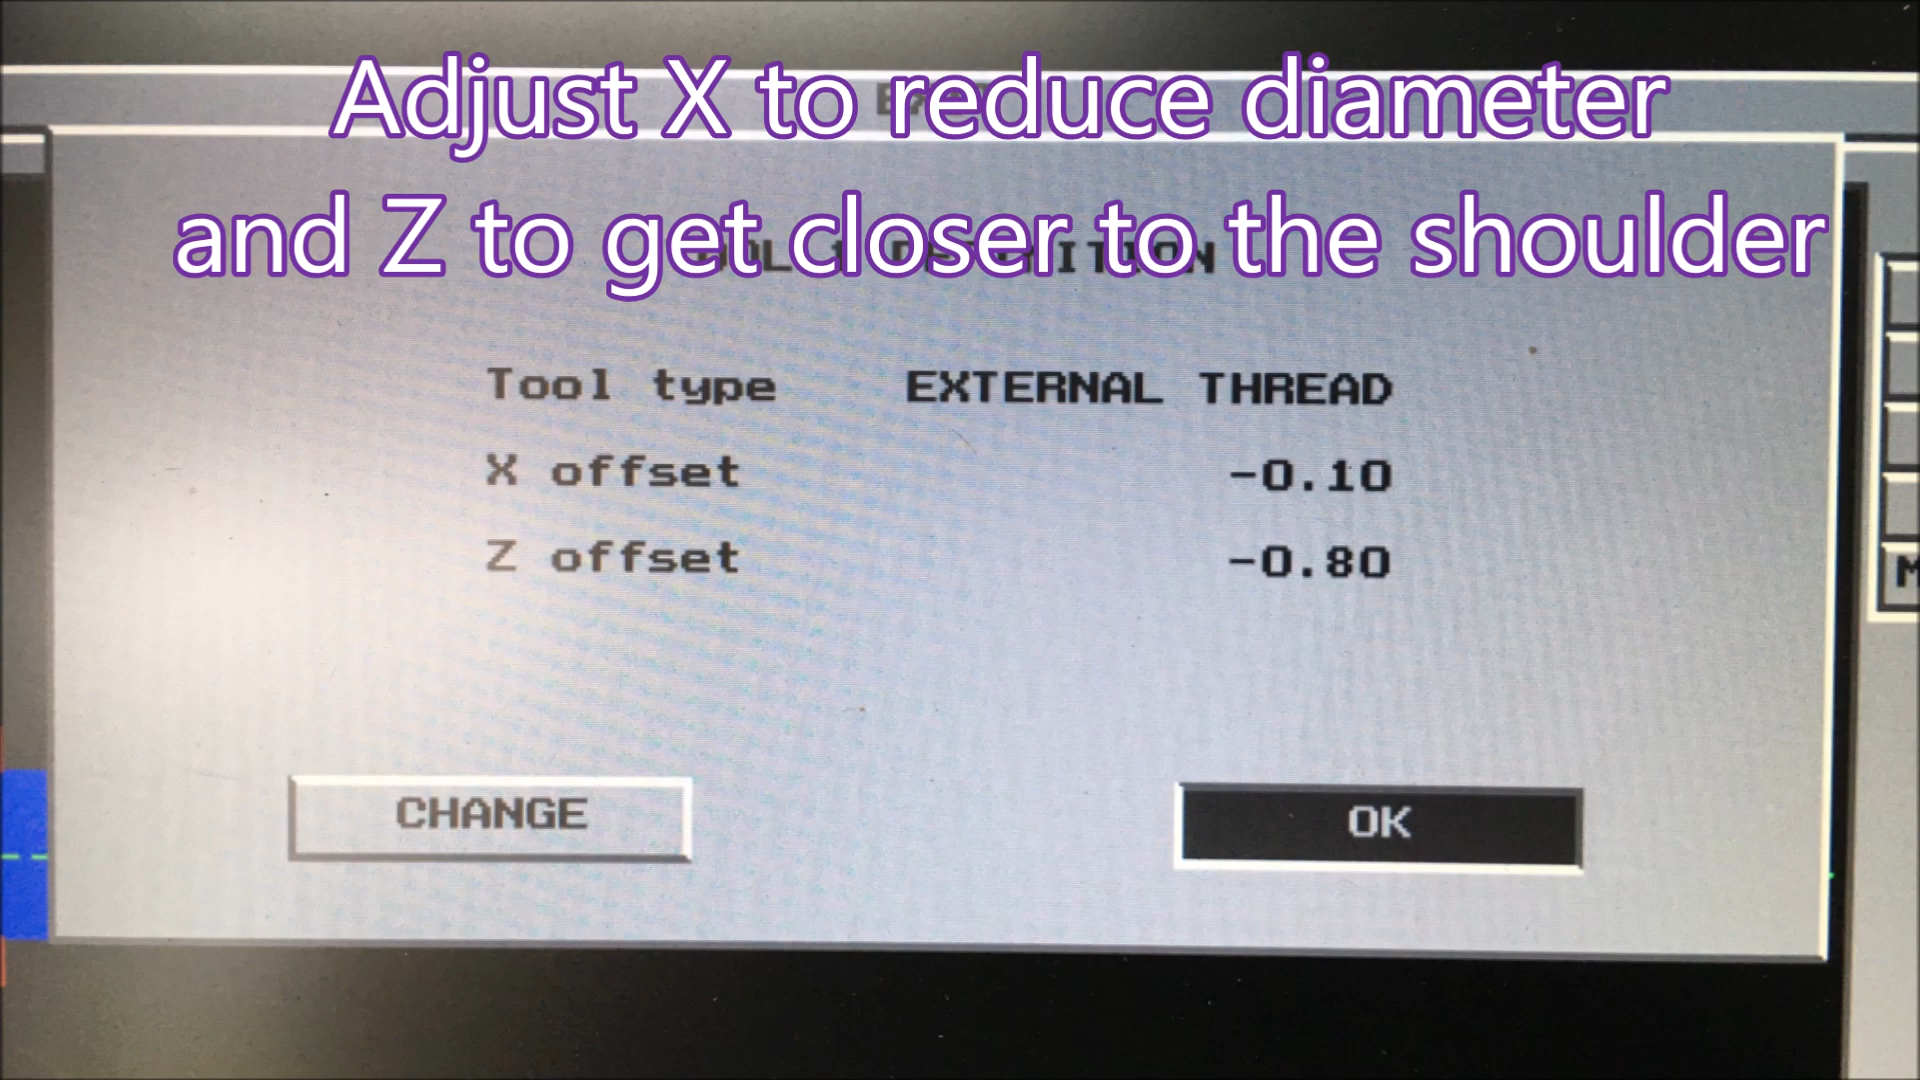 Adjust X to reduce diameter
and Z to get closer to the shoulder
Tool type EXTERNAL THREAD
X offset -0.10
Z offset -0.80
CHANGE OK